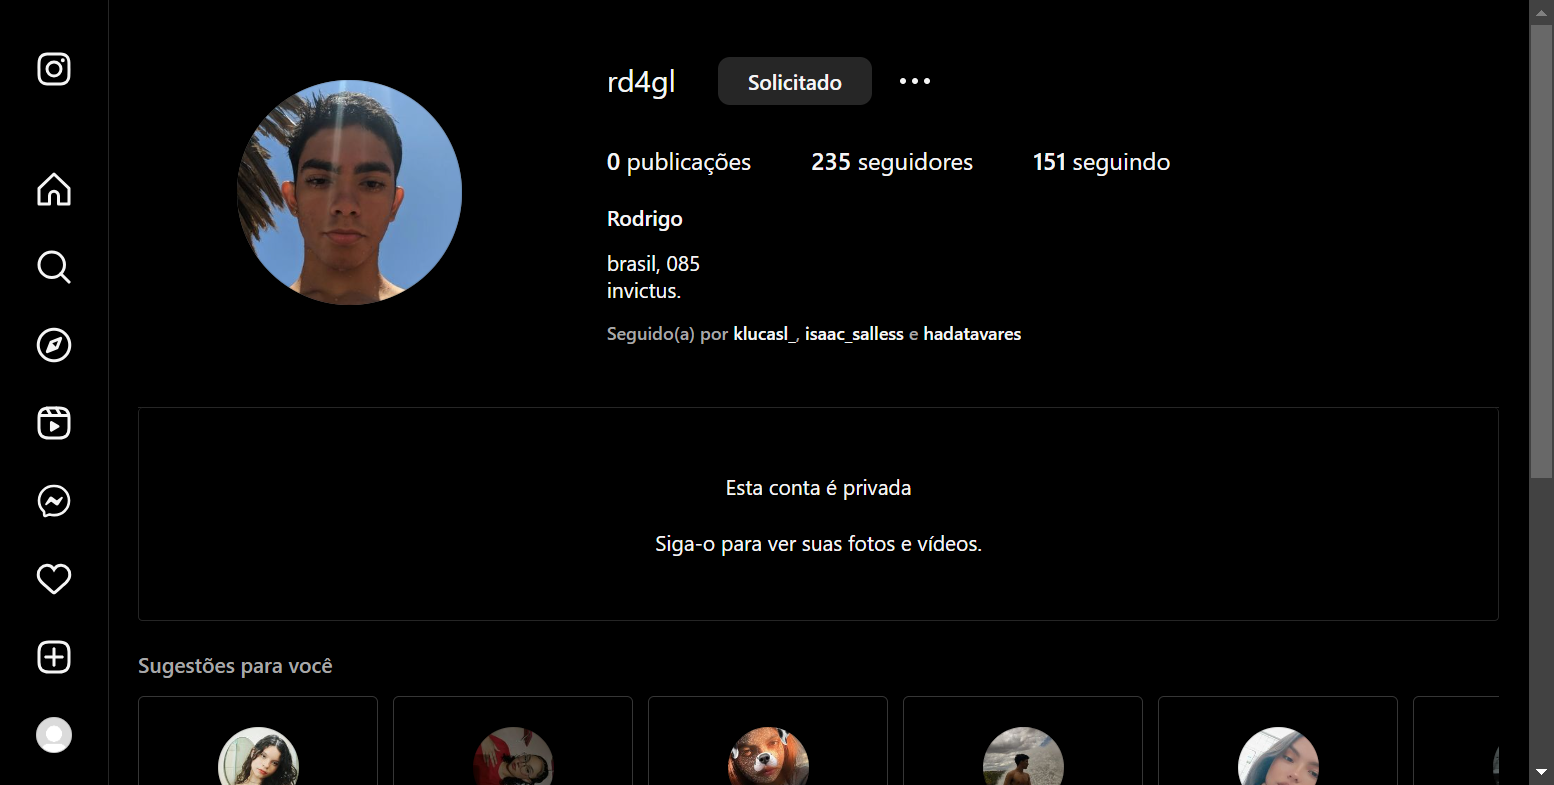 rd4gl Solicitado
0 publicações 235 seguidores 151 seguindo
Rodrigo
brasil, 085
invictus.
Seguido(a) por klucasl_, isaac_salless e hadatavares
Esta conta é privada
Siga-o para ver suas fotos e vídeos.
Sugestões para você